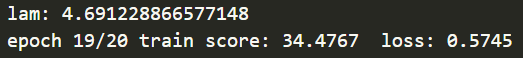 lam: 4.691228866577148
epoch 19/20 train score: 34.4767  loss: 0.5745